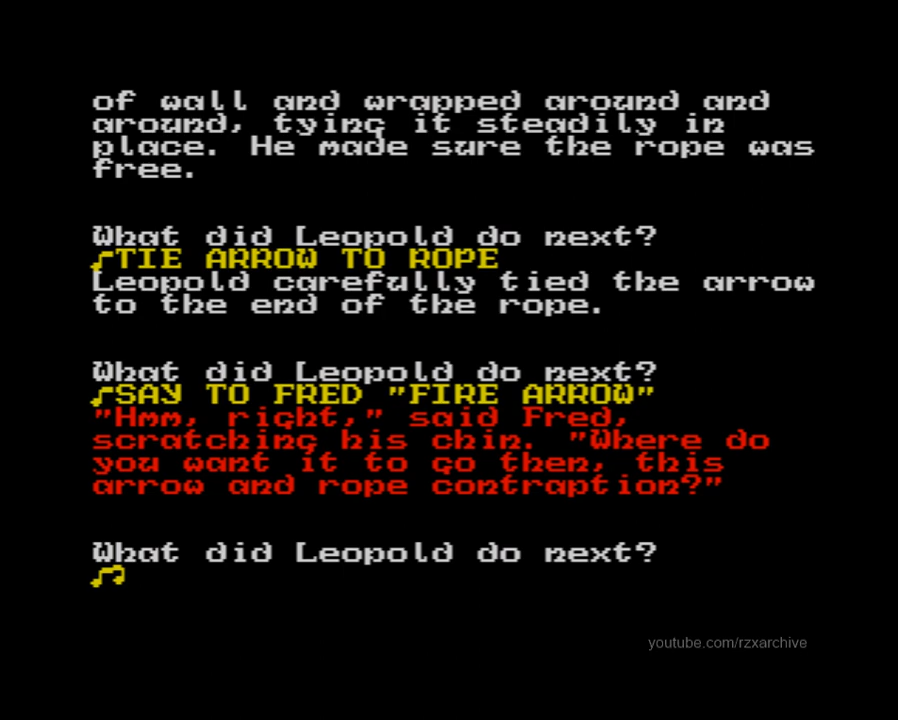 of wall and wrapped around and
around, tying it steadily in
place. He made sure the rope was
free.
What did Leopold do next?
TIE ARROW TO ROPE
Leopold carefully tied the arrow
to the end of the rope.
What did Leopold do next?
SAY TO FRED "FIRE ARROW"
"Hmm, right," said Fred,
scratching his chin. "Where do
you want it to go then, this
arrow and rope contraption?"
What did Leopold do next?
youtube.com/rzxarchive